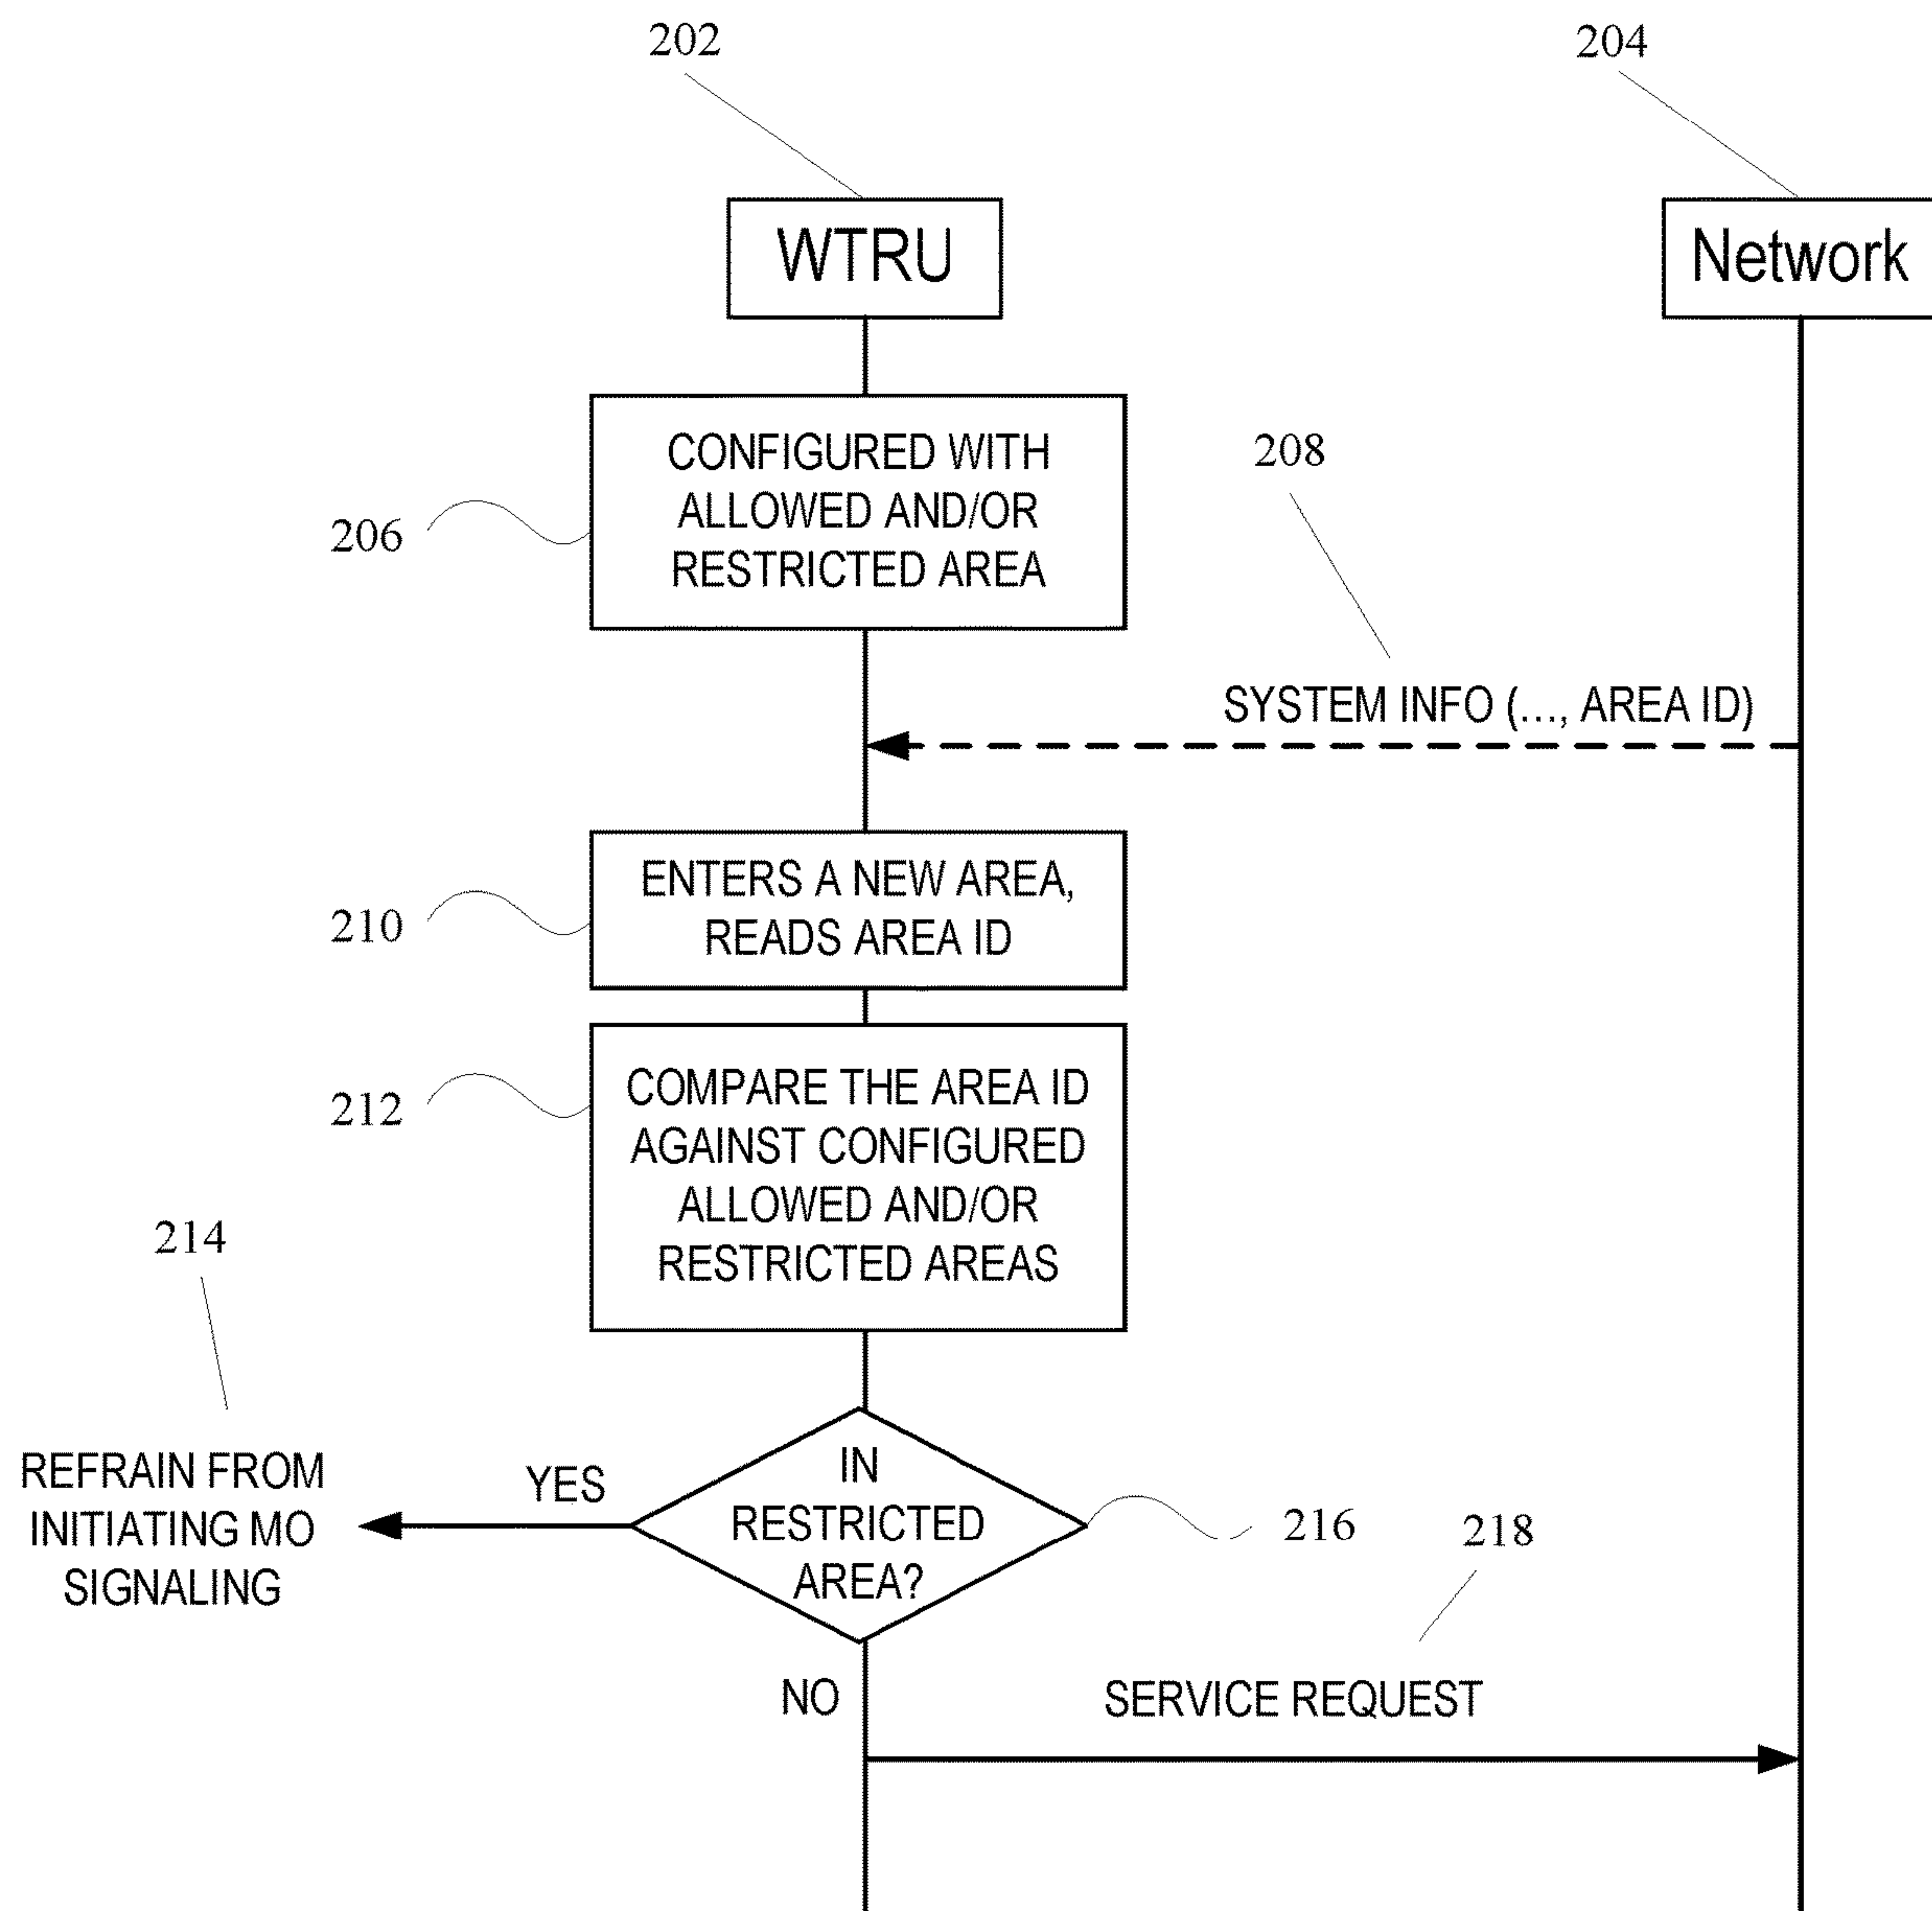 202
204
WTRU
Network
CONFIGURED WITH
ALLOWED AND/OR
RESTRICTED AREA
206
208
SYSTEM INFO (..., AREA ID)
ENTERS A NEW AREA,
READS AREA ID
210
COMPARE THE AREA ID
AGAINST CONFIGURED
ALLOWED AND/OR
RESTRICTED AREAS
212
214
REFRAIN FROM
INITIATING MO
SIGNALING
YES
IN
RESTRICTED
AREA?
216
218
NO
SERVICE REQUEST